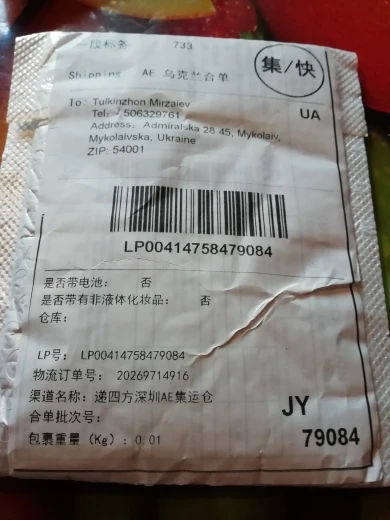 一段标签 733
集/快
Shipping AE 乌克兰合单
To: Tulkinzhon Mirzaiev
UA
Tel: 506329761
Address: Admiralska 28 45, Mykolaiv,
Mykolaivska, Ukraine
ZIP: 54001
LP00414758479084
是否带电池: 否
是否带有非液体化妆品: 否
仓库:
LP号: LP00414758479084
物流订单号: 20269714916
渠道名称: 递四方深圳AE集运仓
JY
合单批次号:
79084
包裹重量(Kg): 0.01